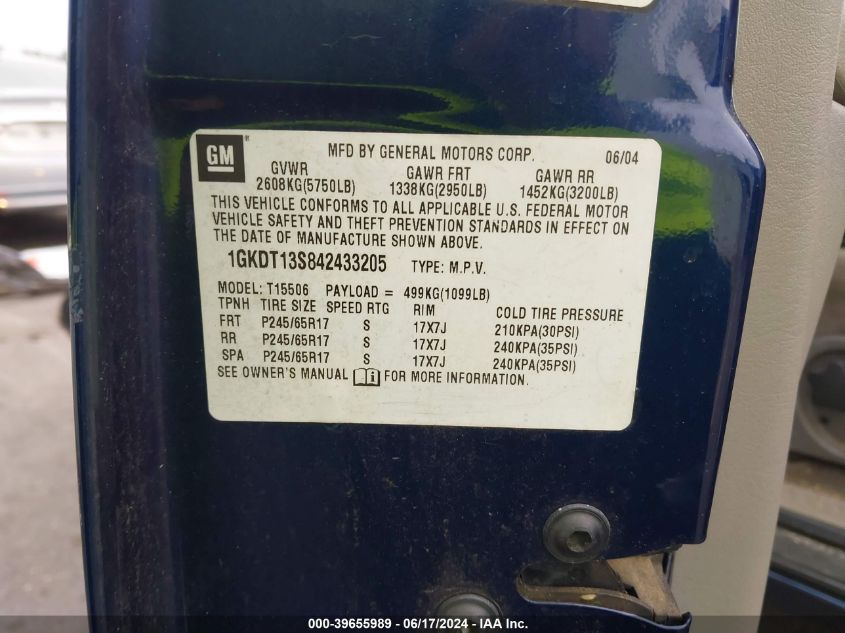 GM ®
MFD BY GENERAL MOTORS CORP. 06/04
GVWR GAWR FRT GAWR RR
2608KG(5750LB) 1338KG(2950LB) 1452KG(3200LB)
THIS VEHICLE CONFORMS TO ALL APPLICABLE U.S. FEDERAL MOTOR
VEHICLE SAFETY AND THEFT PREVENTION STANDARDS IN EFFECT ON
THE DATE OF MANUFACTURE SHOWN ABOVE.
1GKDT13S842433205 TYPE: M.P.V.
MODEL: T15506 PAYLOAD = 499KG(1099LB)
TPNH TIRE SIZE SPEED RTG RIM COLD TIRE PRESSURE
FRT P245/65R17 S 17X7J 210KPA(30PSI)
RR P245/65R17 S 17X7J 240KPA(35PSI)
SPA P245/65R17 S 17X7J 240KPA(35PSI)
SEE OWNER'S MANUAL i FOR MORE INFORMATION.
000-39655989 - 06/17/2024 - IAA Inc.